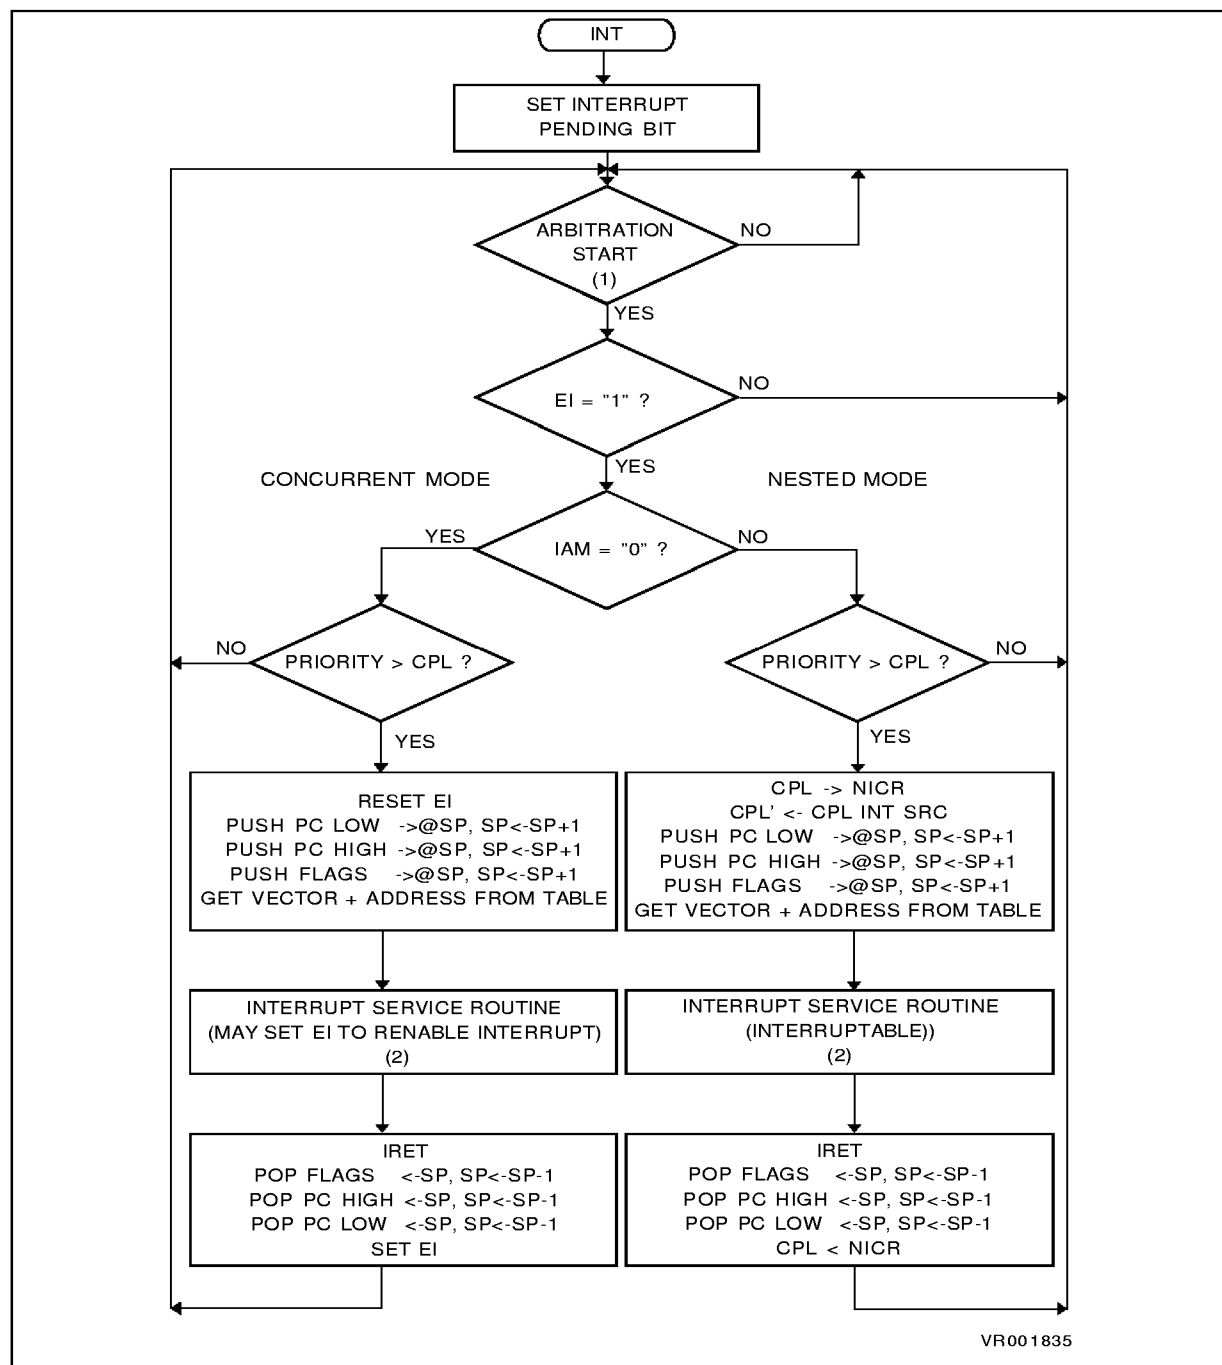 INT
SET INTERRUPT
PENDING BIT
ARBITRATION
START
(1)
NO
YES
EI = "1" ?
NO
YES
CONCURRENT MODE
NESTED MODE
YES
IAM = "0" ?
NO
NO
PRIORITY > CPL ?
PRIORITY > CPL ?
NO
YES
YES
RESET EI
PUSH PC LOW ->@SP, SP<-SP+1
PUSH PC HIGH ->@SP, SP<-SP+1
PUSH FLAGS ->@SP, SP<-SP+1
GET VECTOR + ADDRESS FROM TABLE
CPL -> NICR
CPL' <- CPL INT SRC
PUSH PC LOW ->@SP, SP<-SP+1
PUSH PC HIGH ->@SP, SP<-SP+1
PUSH FLAGS ->@SP, SP<-SP+1
GET VECTOR + ADDRESS FROM TABLE
INTERRUPT SERVICE ROUTINE
(MAY SET EI TO RENABLE INTERRUPT)
(2)
INTERRUPT SERVICE ROUTINE
(INTERRUPTABLE))
(2)
IRET
POP FLAGS <-SP, SP<-SP-1
POP PC HIGH <-SP, SP<-SP-1
POP PC LOW <-SP, SP<-SP-1
SET EI
IRET
POP FLAGS <-SP, SP<-SP-1
POP PC HIGH <-SP, SP<-SP-1
POP PC LOW <-SP, SP<-SP-1
CPL < NICR
VR001835